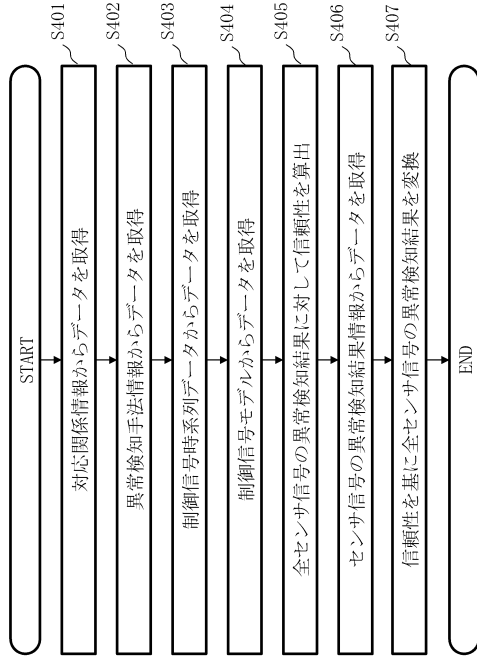 START
対応関係情報からデータを取得
S401
異常検知手法情報からデータを取得
S402
制御信号時系列データからデータを取得
S403
制御信号モデルからデータを取得
S404
全センサ信号の異常検知結果に対して信頼性を算出
S405
センサ信号の異常検知結果情報からデータを取得
S406
信頼性を基に全センサ信号の異常検知結果を変換
S407
END